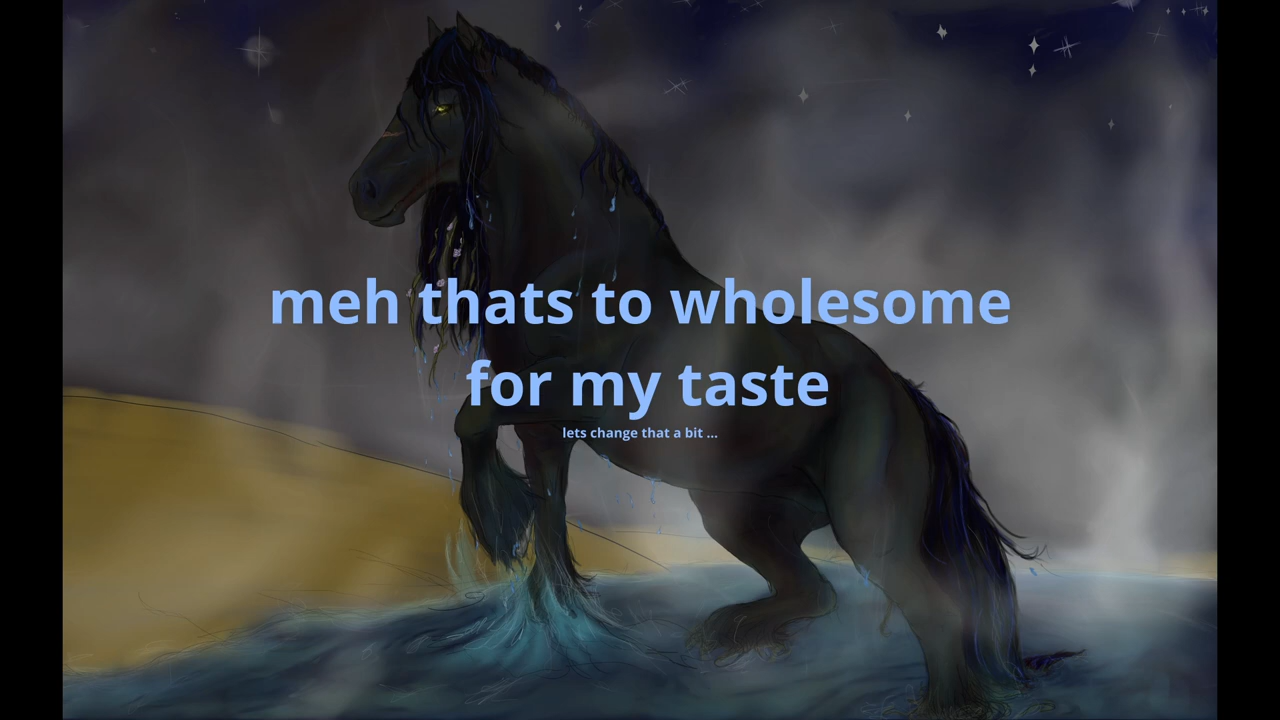 meh thats to wholesome
for my taste
lets change that a bit ...